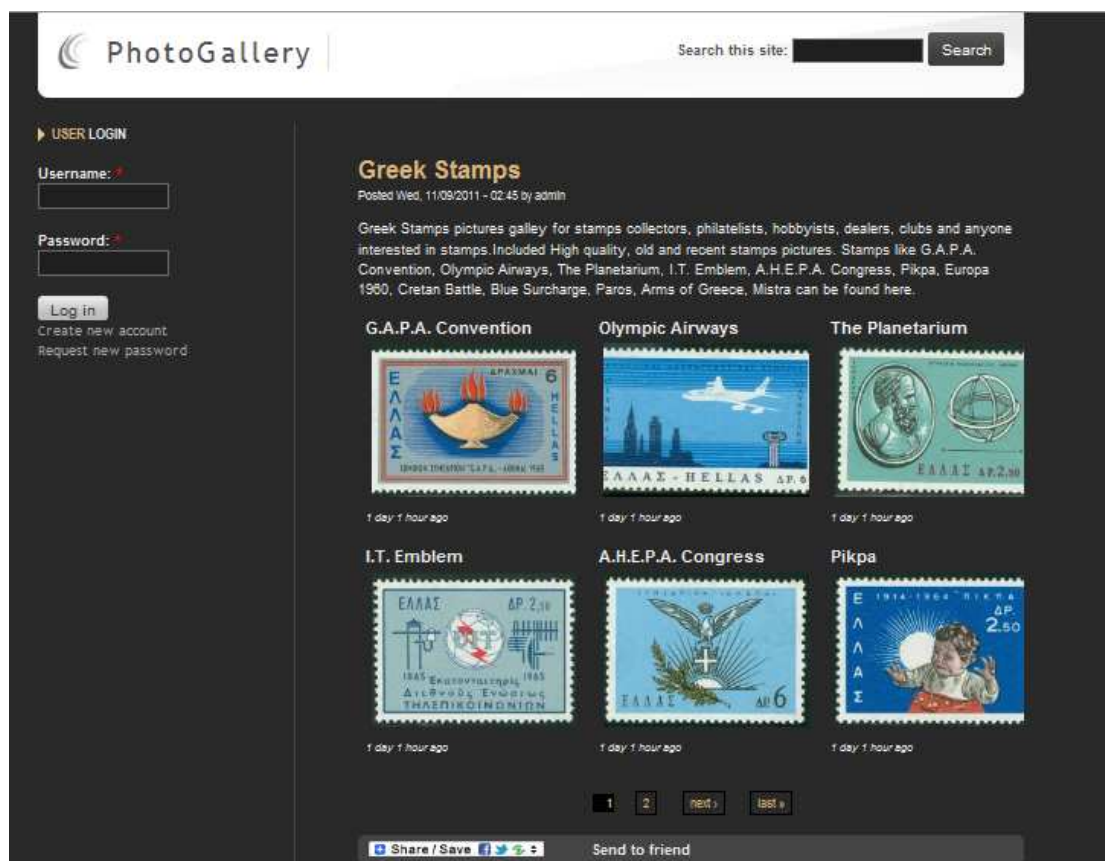 PhotoGallery
Search this site:
Search
USER LOGIN
Username: *
Password: *
Log in
Create new account
Request new password
Greek Stamps
Posted Wed, 11/09/2011 - 02:45 by admin
Greek Stamps pictures galley for stamps collectors, philatelists, hobbyists, dealers, clubs and anyone
interested in stamps.Included High quality, old and recent stamps pictures. Stamps like G.A.P.A.
Convention, Olympic Airways, The Planetarium, I.T. Emblem, A.H.E.P.A. Congress, Pikpa, Europa
1960, Cretan Battle, Blue Surcharge, Paros, Arms of Greece, Mistra can be found here.
G.A.P.A. Convention
Olympic Airways
The Planetarium
ΔΡΑΧΜΑΙ 6
ΕΛΛΑΣ
HELLAS
ΕΛΛΑΣ - HELLAS ΔΡ. 6
ΕΛΛΑΣ ΔΡ. 2,50
1 day 1 hour ago
1 day 1 hour ago
1 day 1 hour ago
I.T. Emblem
A.H.E.P.A. Congress
Pikpa
ΕΛΛΑΣ ΔΡ. 2,50
UIT
1865 Εκατονταετηρίς 1965
Διεθνούς Ενώσεως
ΤΗΛΕΠΙΚΟΙΝΩΝΙΩΝ
ΕΛΛΑΣ ΔΡ. 6
1914-1964 ΠΙΚΠΑ
ΕΛΛΑΣ
ΔΡ.
2.50
1 day 1 hour ago
1 day 1 hour ago
1 day 1 hour ago
1 2 next › last »
Share / Save
Send to friend